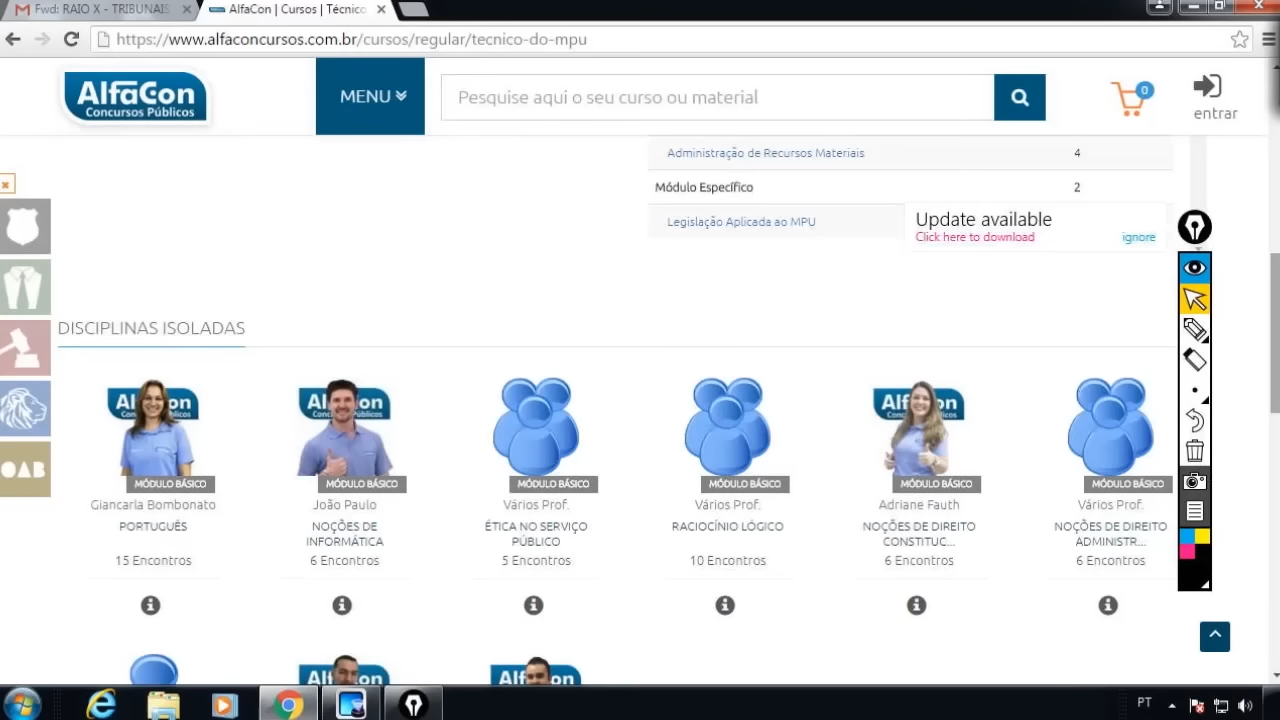 Fwd: RAIO X - TRIBUNAIS
AlfaCon | Cursos | Técnico
https://www.alfaconcursos.com.br/cursos/regular/tecnico-do-mpu
AlfaCon
Concursos Públicos
MENU
Pesquise aqui o seu curso ou material
0
entrar
Administração de Recursos Materiais 4
Módulo Específico 2
Legislação Aplicada ao MPU
Update available
Click here to download ignore
OAB
DISCIPLINAS ISOLADAS
MÓDULO BÁSICO
Giancarla Bombonato
PORTUGUÊS
15 Encontros
MÓDULO BÁSICO
João Paulo
NOÇÕES DE
INFORMÁTICA
6 Encontros
MÓDULO BÁSICO
Vários Prof.
ÉTICA NO SERVIÇO
PÚBLICO
5 Encontros
MÓDULO BÁSICO
Vários Prof.
RACIOCÍNIO LÓGICO
10 Encontros
MÓDULO BÁSICO
Adriane Fauth
NOÇÕES DE DIREITO
CONSTITUC...
6 Encontros
MÓDULO BÁSICO
Vários Prof.
NOÇÕES DE DIREITO
ADMINISTR...
6 Encontros
PT